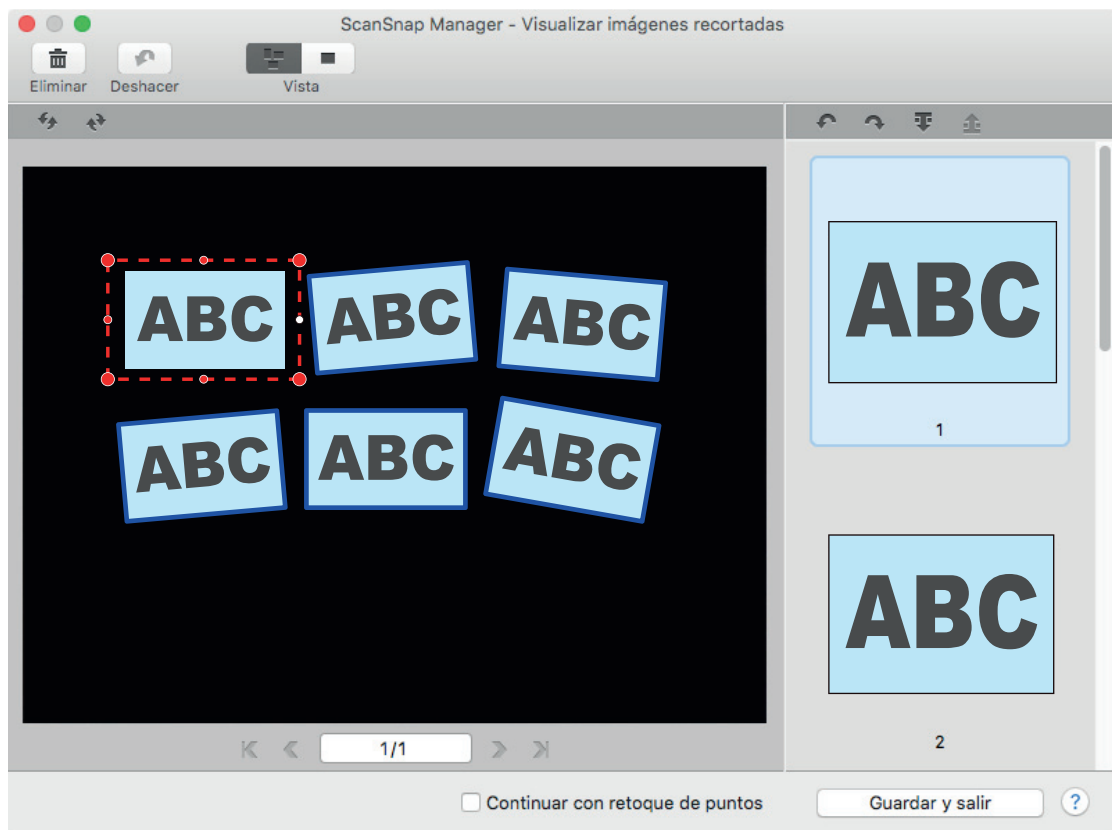 ScanSnap Manager - Visualizar imágenes recortadas
Eliminar Deshacer Vista
ABC ABC ABC
ABC ABC ABC
ABC
1
ABC
2
1/1
Continuar con retoque de puntos Guardar y salir ?